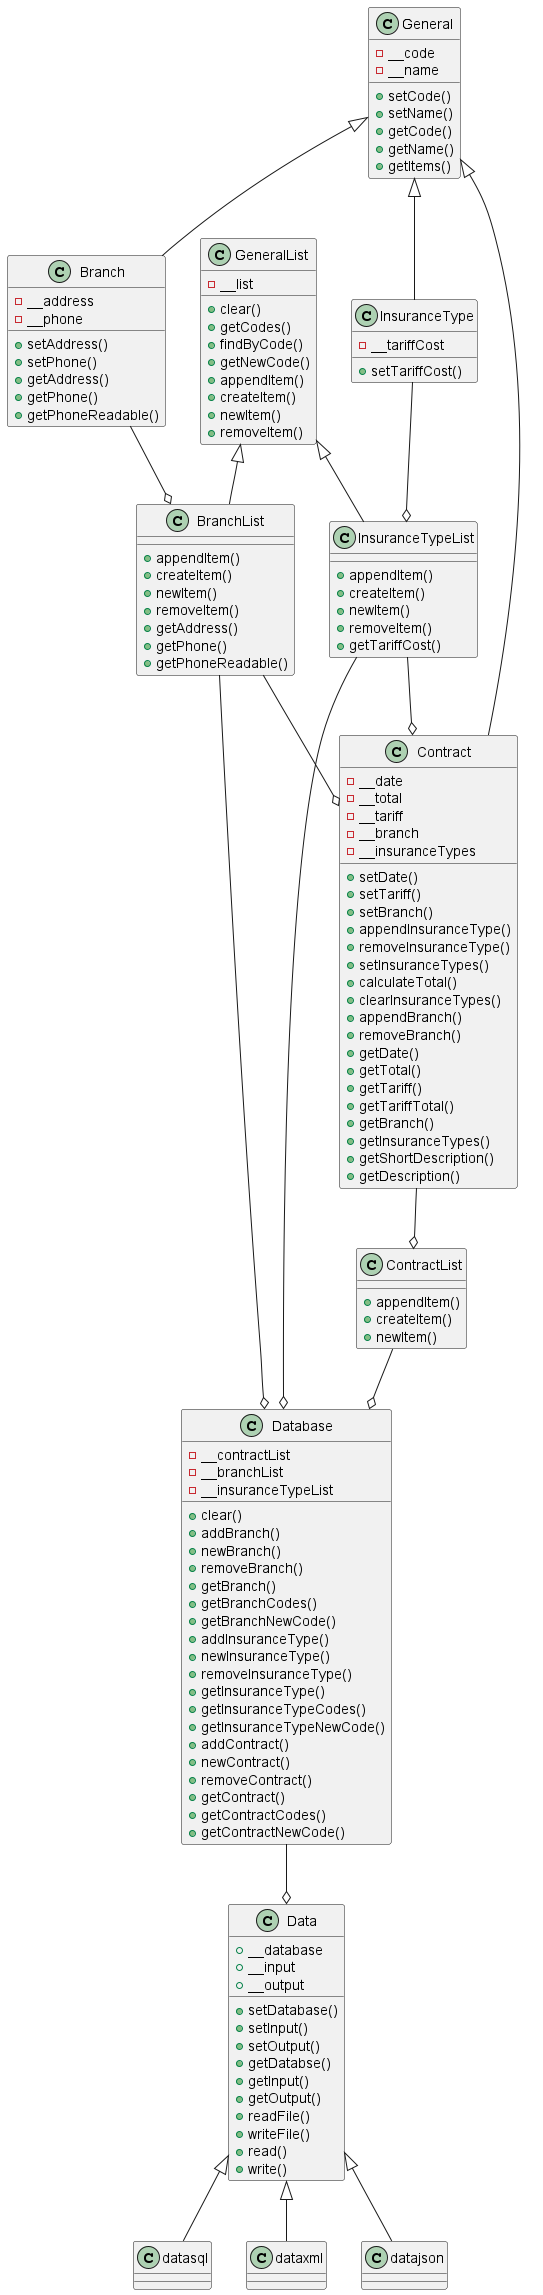 C General
__code
__name
setCode()
setName()
getCode()
getName()
getItems()
C Branch
__address
__phone
setAddress()
setPhone()
getAddress()
getPhone()
getPhoneReadable()
C GeneralList
__list
clear()
getCodes()
findByCode()
getNewCode()
appendItem()
createItem()
newItem()
removeItem()
C InsuranceType
__tariffCost
setTariffCost()
C BranchList
appendItem()
createItem()
newItem()
removeItem()
getAddress()
getPhone()
getPhoneReadable()
C InsuranceTypeList
appendItem()
createItem()
newItem()
removeItem()
getTariffCost()
C Contract
__date
__total
__tariff
__branch
__insuranceTypes
setDate()
setTariff()
setBranch()
appendInsuranceType()
removeInsuranceType()
setInsuranceTypes()
calculateTotal()
clearInsuranceTypes()
appendBranch()
removeBranch()
getDate()
getTotal()
getTariff()
getTariffTotal()
getBranch()
getInsuranceTypes()
getShortDescription()
getDescription()
C ContractList
appendItem()
createItem()
newItem()
C Database
__contractList
__branchList
__insuranceTypeList
clear()
addBranch()
newBranch()
removeBranch()
getBranch()
getBranchCodes()
getBranchNewCode()
addInsuranceType()
newInsuranceType()
removeInsuranceType()
getInsuranceType()
getInsuranceTypeCodes()
getInsuranceTypeNewCode()
addContract()
newContract()
removeContract()
getContract()
getContractCodes()
getContractNewCode()
C Data
__database
__input
__output
setDatabase()
setInput()
setOutput()
getDatabse()
getInput()
getOutput()
readFile()
writeFile()
read()
write()
C datasql
C dataxml
C datajson